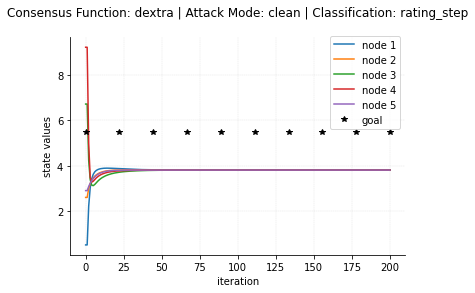 Consensus Function: dextra | Attack Mode: clean | Classification: rating_step
node 1
node 2
node 3
node 4
node 5
goal
state values
8
6
4
2
0
25
50
75
100
125
150
175
200
iteration